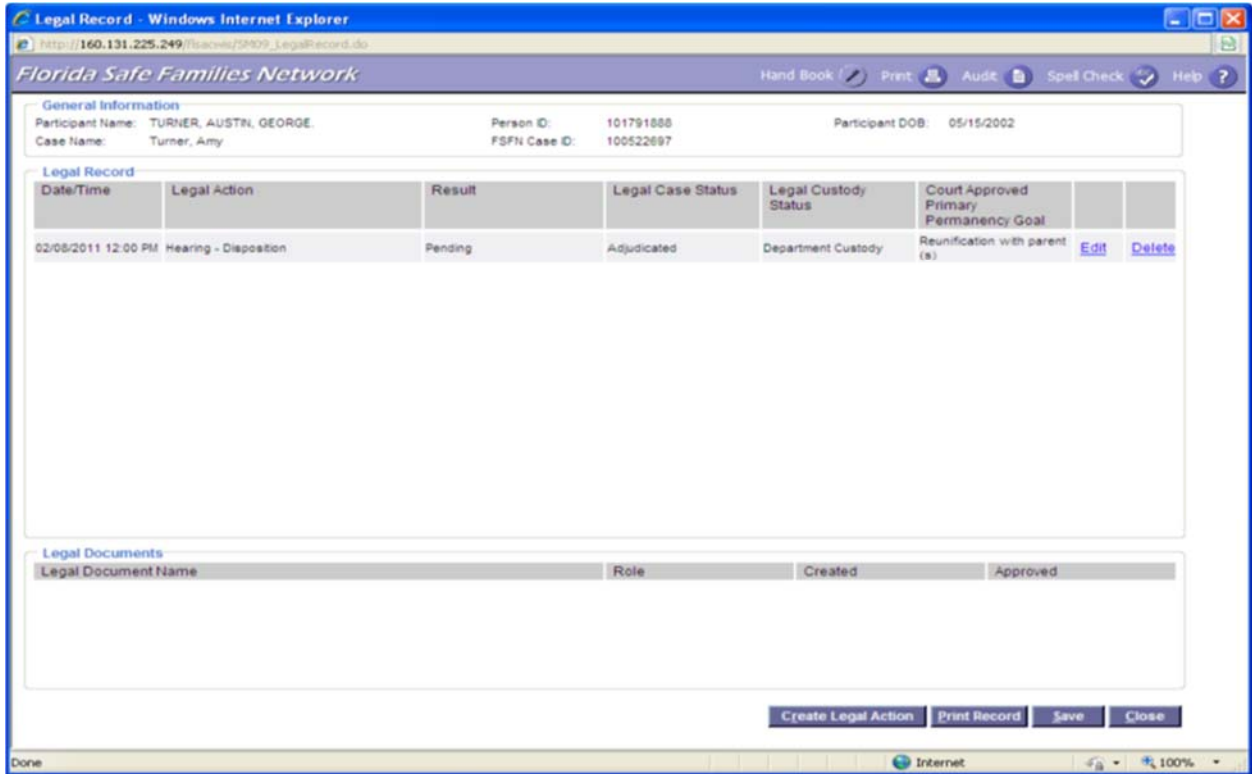 Legal Record - Windows Internet Explorer
http://160.131.225.249/fisacwis/SM09_LegalRecord.do
Florida Safe Families Network Hand Book Print Audit Spell Check Help ?
General Information
Participant Name: TURNER, AUSTIN, GEORGE. Person ID: 101791888 Participant DOB: 05/15/2002
Case Name: Turner, Amy FSFN Case ID: 100522697
Legal Record
Date/Time Legal Action Result Legal Case Status Legal Custody Status Court Approved Primary Permanency Goal
02/08/2011 12:00 PM Hearing - Disposition Pending Adjudicated Department Custody Reunification with parent (s) Edit Delete
Legal Documents
Legal Document Name Role Created Approved
Create Legal Action Print Record Save Close
Done Internet 100%